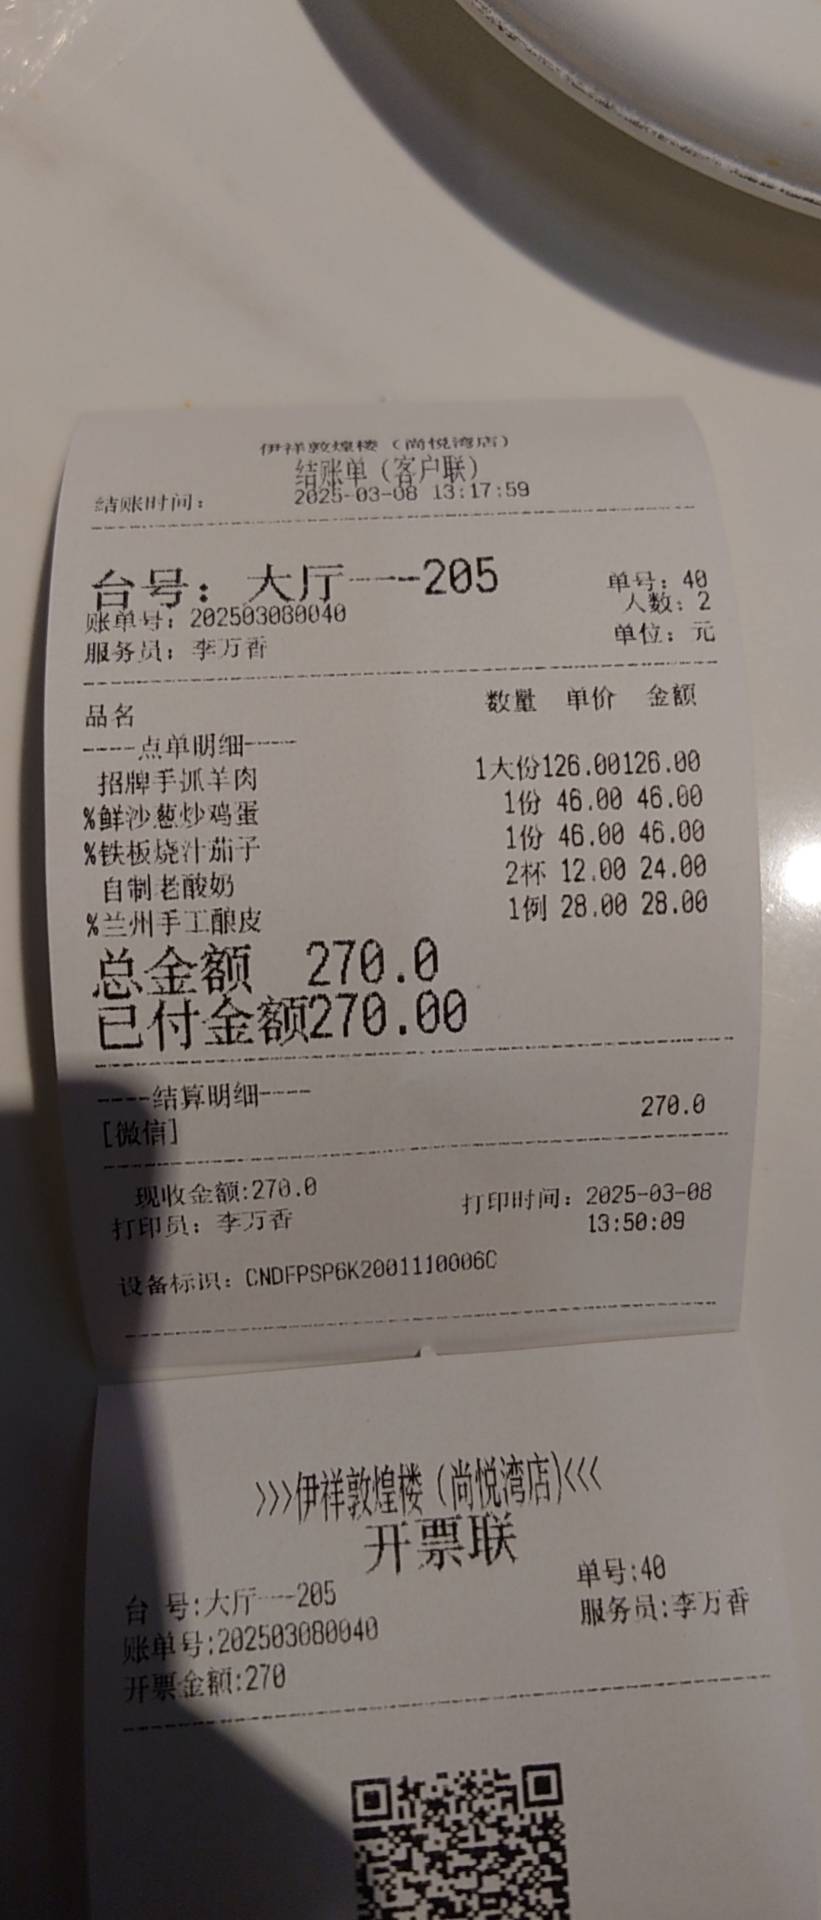 伊祥敦煌楼（尚悦湾店）
结账单（客户联）
结账时间： 2025-03-08 13:17:59
台号： 大厅一--205 单号：40
人数：2
账单号：202503080040
服务员：李万香 单位：元
品名 数量 单价 金额
-----点单明细-----
招牌手抓羊肉 1大份126.00126.00
%鲜沙葱炒鸡蛋 1份 46.00 46.00
%铁板烧汁茄子 1份 46.00 46.00
自制老酸奶 2杯 12.00 24.00
%兰州手工酿皮 1例 28.00 28.00
总金额 270.0
已付金额270.00
-----结算明细-----
[微信] 270.0
现收金额:270.0
打印员：李万香 打印时间：2025-03-08
13:50:09
设备标识：CNDFPSP6K2001110006C
>>>伊祥敦煌楼（尚悦湾店)<<<
开票联
台 号:大厅一--205 单号:40
账单号:202503080040 服务员:李万香
开票金额:270